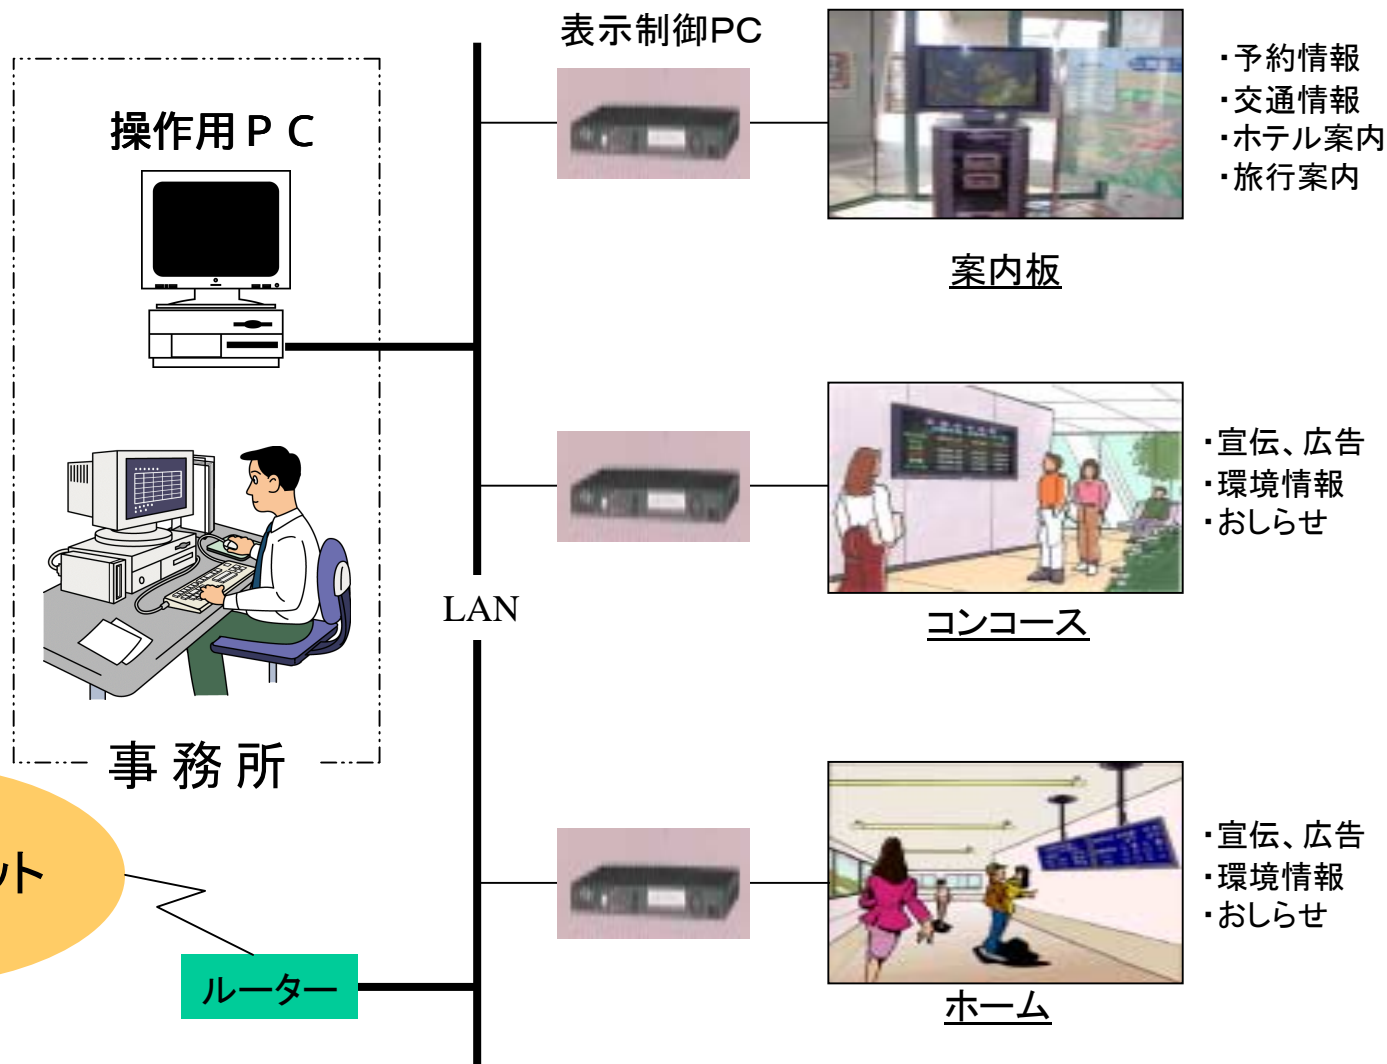 表示制御PC
操作用ＰＣ
・予約情報
・交通情報
・ホテル案内
・旅行案内
案内板
・宣伝、広告
・環境情報
・おしらせ
コンコース
LAN
事務所
ット
ルーター
・宣伝、広告
・環境情報
・おしらせ
ホーム